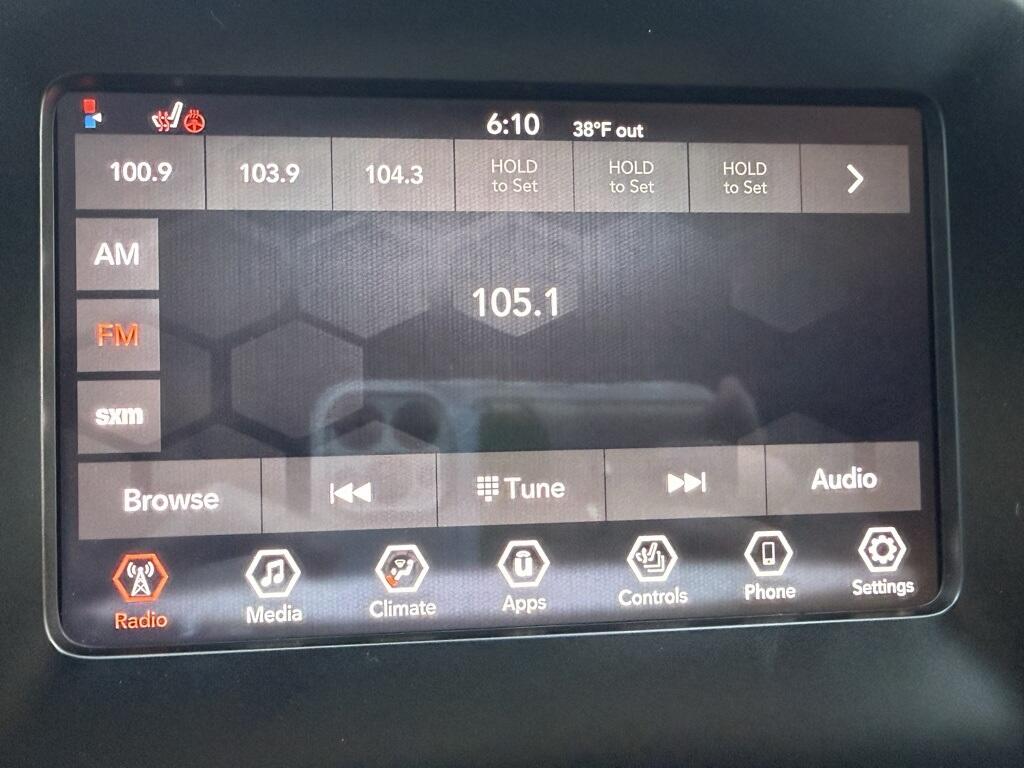 6:10 38°F out
100.9 103.9 104.3 HOLD to Set HOLD to Set HOLD to Set
AM
105.1
FM
sxm
Browse Tune Audio
Radio Media Climate Apps Controls Phone Settings